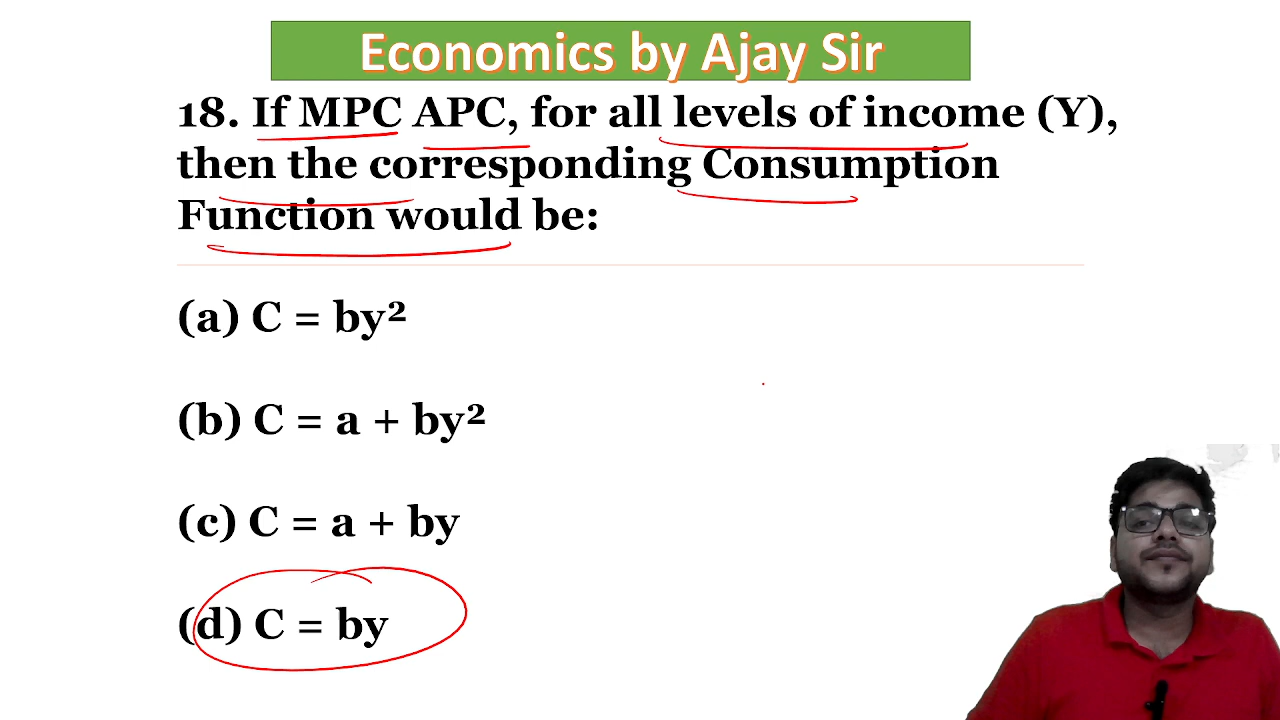 Economics by Ajay Sir
18. If MPC APC, for all levels of income (Y),
then the corresponding Consumption
Function would be:
(a) C = by²
(b) C = a + by²
(c) C = a + by
(d) C = by